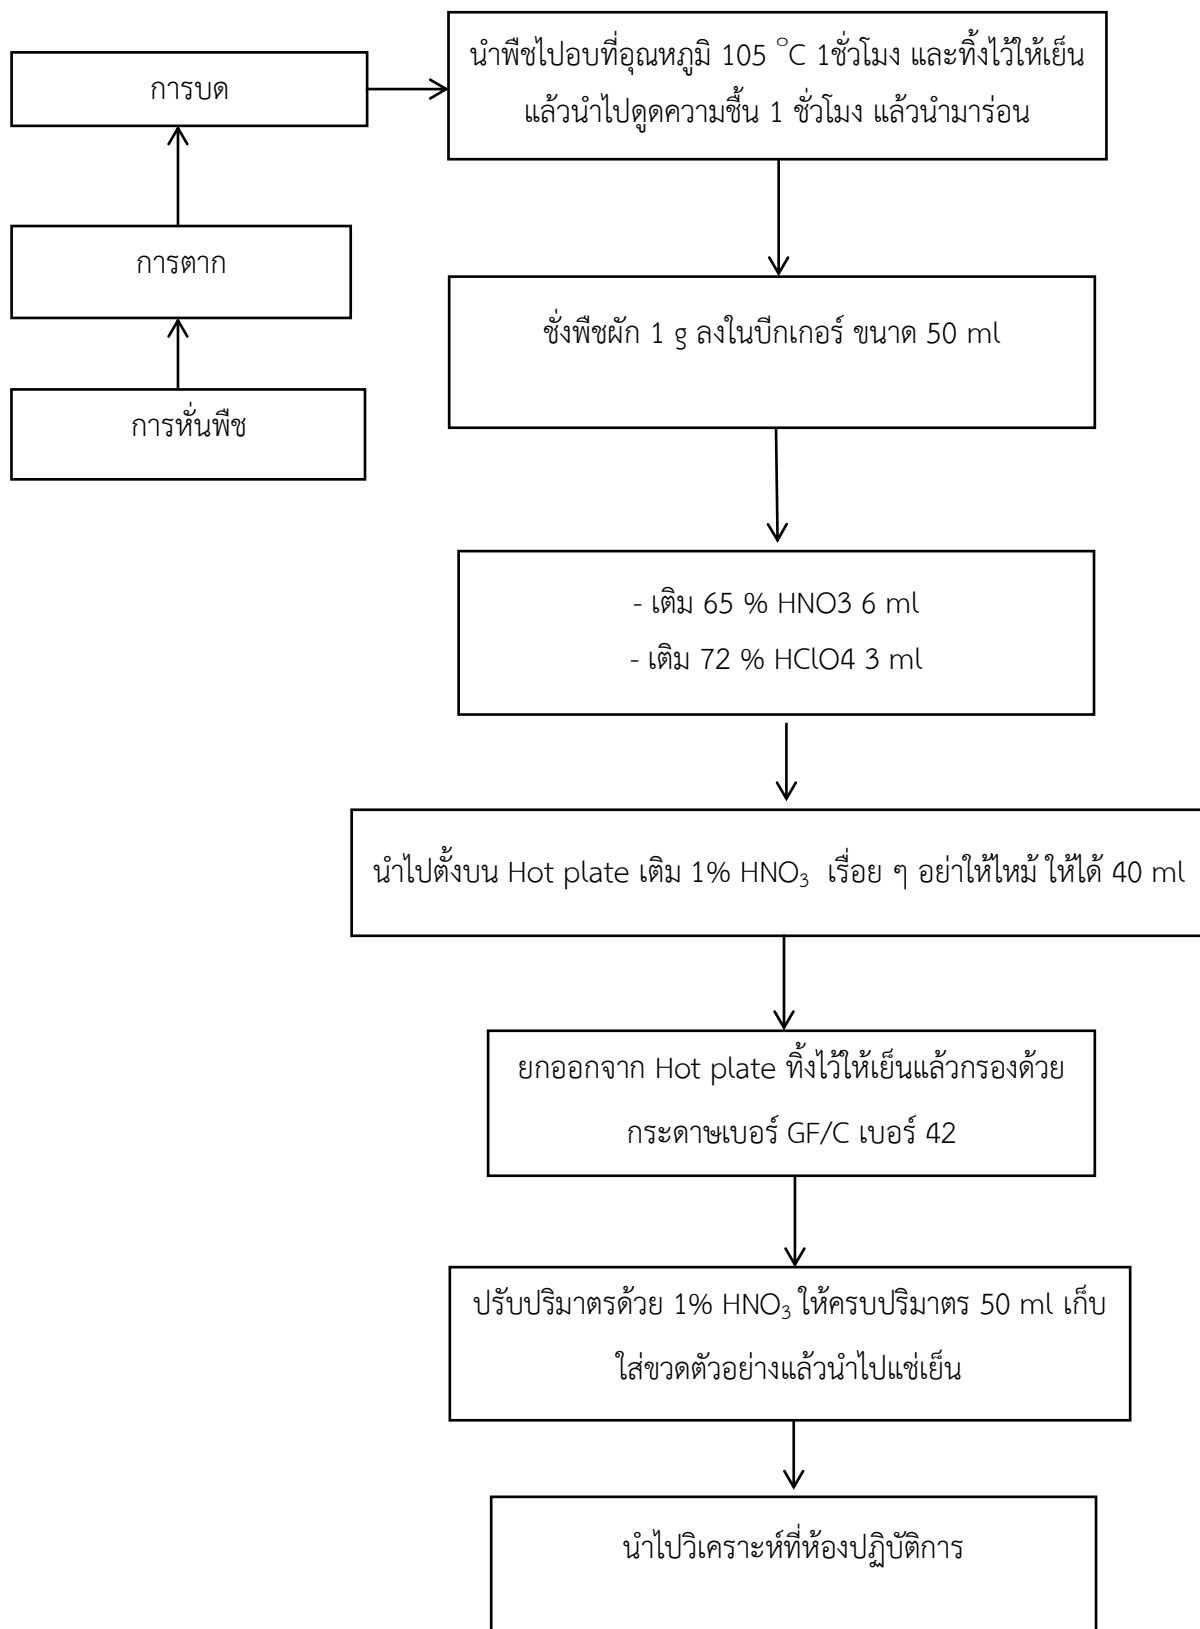 นำพืชไปอบที่อุณหภูมิ 105 °C 1ชั่วโมง และทิ้งไว้ให้เย็น
แล้วนำไปดูดความชื้น 1 ชั่วโมง แล้วนำมาร่อน
การบด
การตาก
การหั่นพืช
ชั่งพืชผัก 1 g ลงในบีกเกอร์ ขนาด 50 ml
- เติม 65 % HNO3 6 ml
- เติม 72 % HClO4 3 ml
นำไปตั้งบน Hot plate เติม 1% HNO₃ เรื่อย ๆ อย่าให้ไหม้ ให้ได้ 40 ml
ยกออกจาก Hot plate ทิ้งไว้ให้เย็นแล้วกรองด้วย
กระดาษเบอร์ GF/C เบอร์ 42
ปรับปริมาตรด้วย 1% HNO₃ ให้ครบปริมาตร 50 ml เก็บ
ใส่ขวดตัวอย่างแล้วนำไปแช่เย็น
นำไปวิเคราะห์ที่ห้องปฏิบัติการ